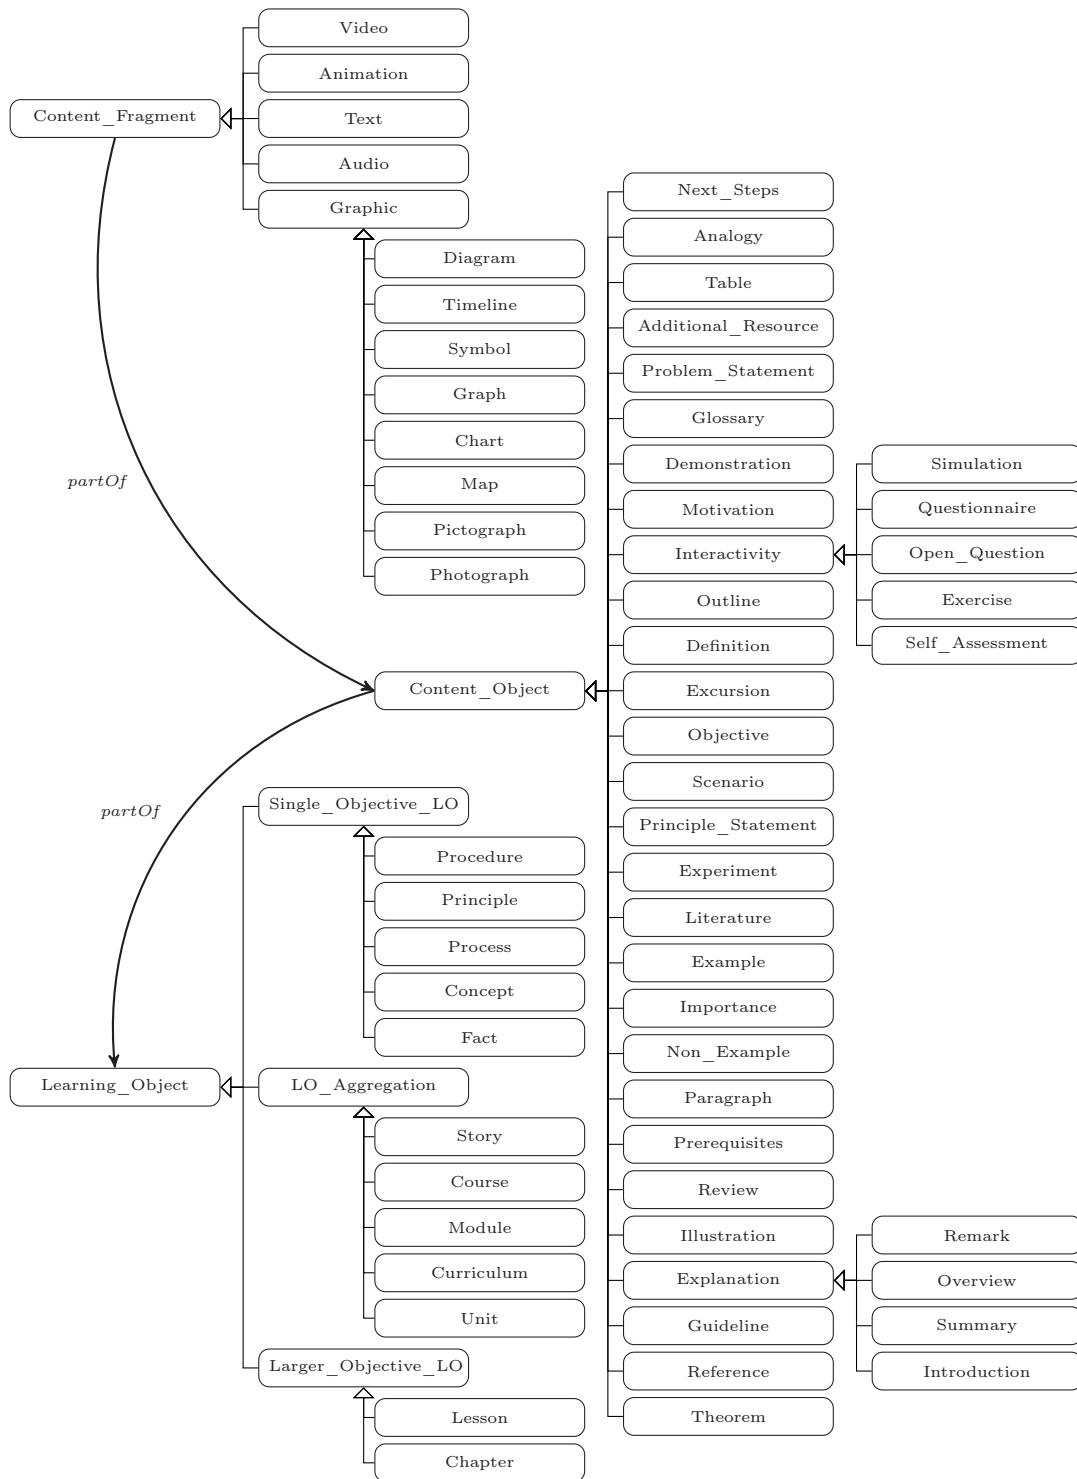 Video
Animation
Content_Fragment
Text
Audio
Graphic
Diagram
Timeline
Symbol
Graph
Chart
Map
Pictograph
Photograph
partOf
Next_Steps
Analogy
Table
Additional_Resource
Problem_Statement
Glossary
Demonstration
Motivation
Interactivity
Outline
Definition
Excursion
Content_Object
Objective
Scenario
Principle_Statement
Experiment
Literature
Example
Importance
Non_Example
Paragraph
Prerequisites
Review
Illustration
Explanation
Guideline
Reference
Theorem
Simulation
Questionnaire
Open_Question
Exercise
Self_Assessment
Remark
Overview
Summary
Introduction
partOf
Single_Objective_LO
Procedure
Principle
Process
Concept
Fact
Learning_Object
LO_Aggregation
Story
Course
Module
Curriculum
Unit
Larger_Objective_LO
Lesson
Chapter